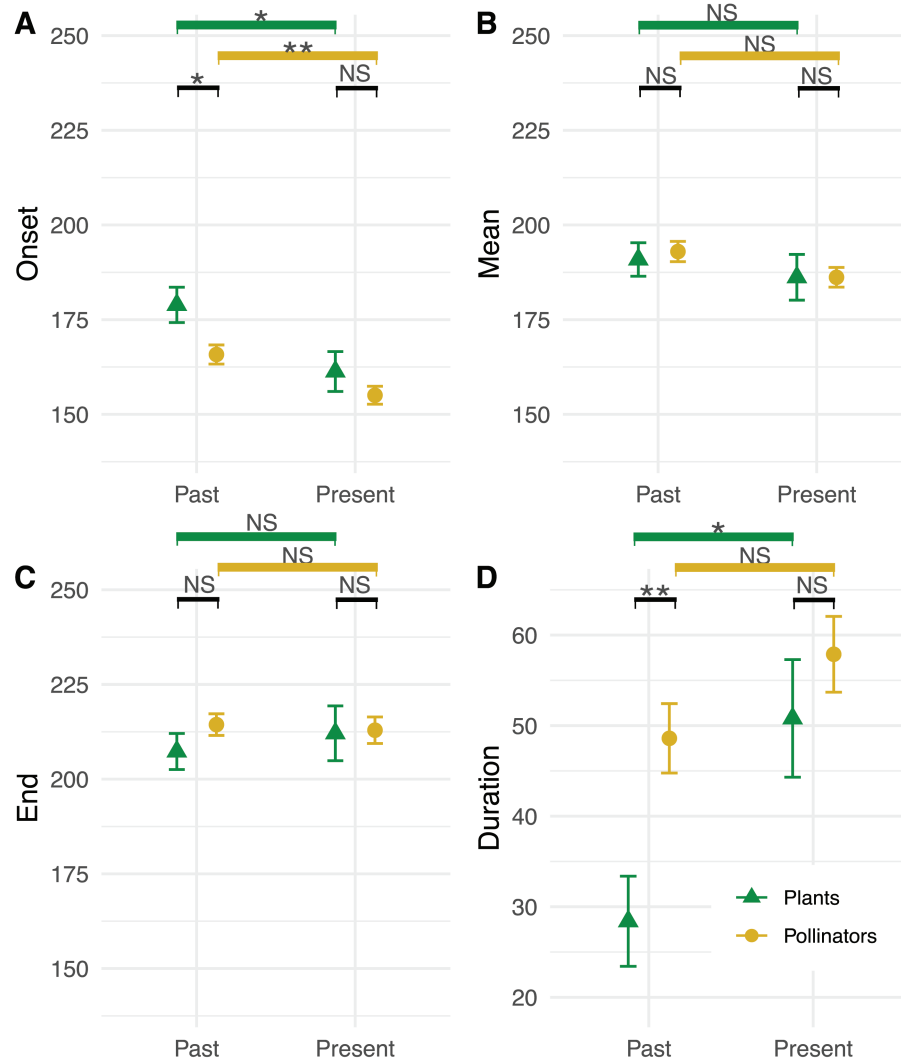 A
*
**
*
NS
250
225
200
175
150
Onset
Past Present
B
NS
NS
NS
NS
250
225
200
175
150
Mean
Past Present
C
NS
NS
NS
NS
250
225
200
175
150
End
Past Present
D
*
NS
**
NS
60
50
40
30
20
Duration
Plants
Pollinators
Past Present